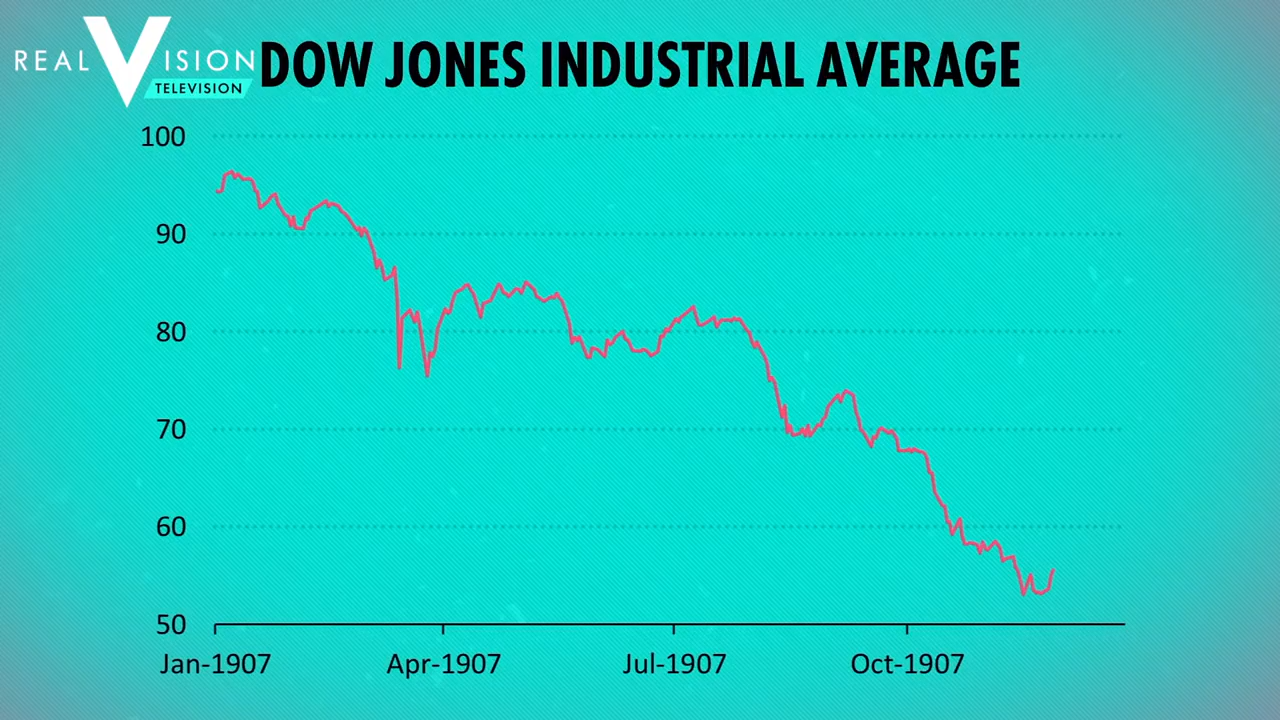 REAL VISION
TELEVISION
DOW JONES INDUSTRIAL AVERAGE
100
90
80
70
60
50
Jan-1907 Apr-1907 Jul-1907 Oct-1907